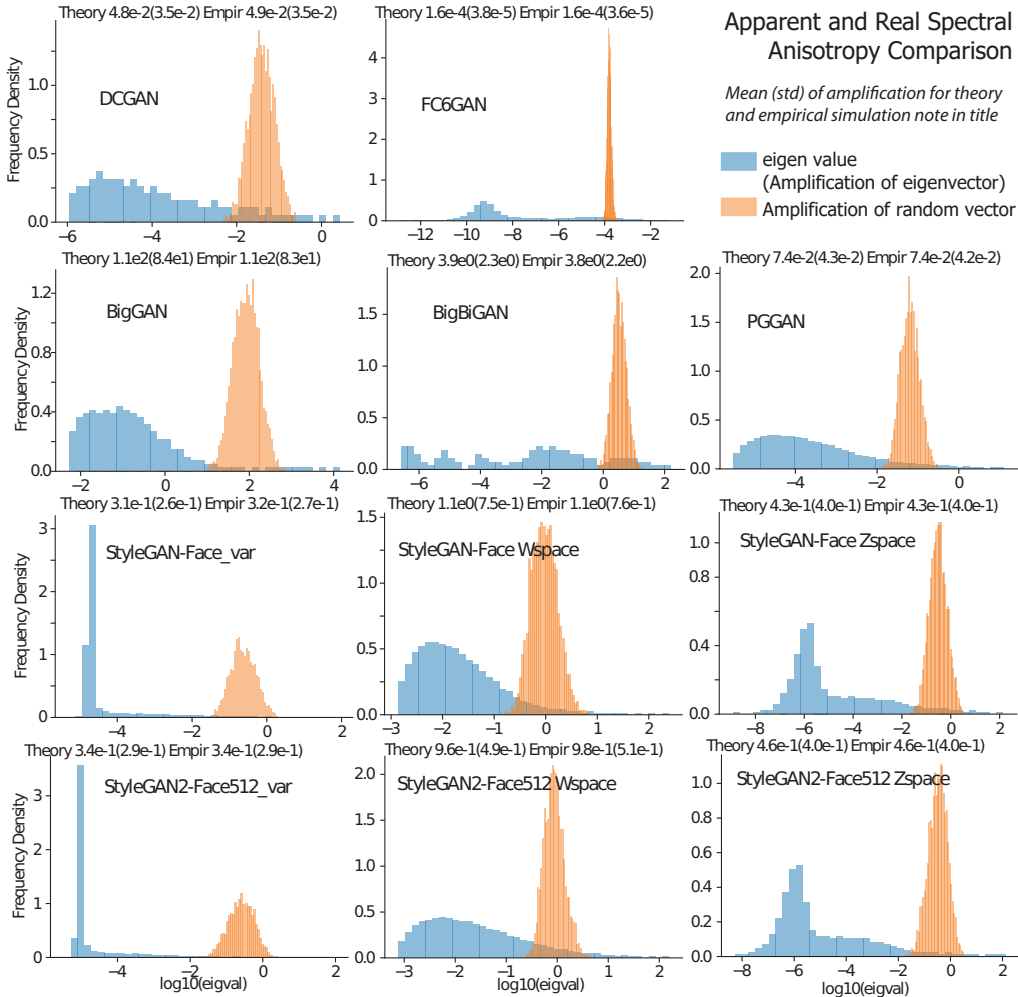 Theory 4.8e-2(3.5e-2) Empir 4.9e-2(3.5e-2)
Theory 1.6e-4(3.8e-5) Empir 1.6e-4(3.6e-5)
Apparent and Real Spectral
Anisotropy Comparison
Mean (std) of amplification for theory
and empirical simulation note in title
eigen value
(Amplification of eigenvector)
Amplification of random vector
Frequency Density
DCGAN
1.0
0.5
0.0
−6 −4 −2 0
FC6GAN
4
3
2
1
0
−12 −10 −8 −6 −4 −2
Theory 1.1e2(8.4e1) Empir 1.1e2(8.3e1)
Theory 3.9e0(2.3e0) Empir 3.8e0(2.2e0)
Theory 7.4e-2(4.3e-2) Empir 7.4e-2(4.2e-2)
Frequency Density
BigGAN
1.2
0.8
0.4
0.0
−2 0 2 4
BigBiGAN
1.5
1.0
0.5
0.0
−6 −4 −2 0 2
PGGAN
2.0
1.5
1.0
0.5
0.0
−4 −2 0
Theory 3.1e-1(2.6e-1) Empir 3.2e-1(2.7e-1)
Theory 1.1e0(7.5e-1) Empir 1.1e0(7.6e-1)
Theory 4.3e-1(4.0e-1) Empir 4.3e-1(4.0e-1)
Frequency Density
StyleGAN-Face_var
3
2
1
0
−4 −2 0 2
StyleGAN-Face Wspace
1.5
1.0
0.5
0.0
−3 −2 −1 0 1 2
StyleGAN-Face Zspace
1.0
0.8
0.4
0.2
0.0
−8 −6 −4 −2 0 2
Theory 3.4e-1(2.9e-1) Empir 3.4e-1(2.9e-1)
Theory 9.6e-1(4.9e-1) Empir 9.8e-1(5.1e-1)
Theory 4.6e-1(4.0e-1) Empir 4.6e-1(4.0e-1)
Frequency Density
StyleGAN2-Face512_var
3
2
1
0
−4 −2 0 2
log10(eigval)
StyleGAN2-Face512 Wspace
2.0
1.5
1.0
0.5
0.0
−3 −2 −1 0 1 2
log10(eigval)
StyleGAN2-Face512 Zspace
1.0
0.8
0.6
0.4
0.2
0.0
−8 −6 −4 −2 0 2
log10(eigval)